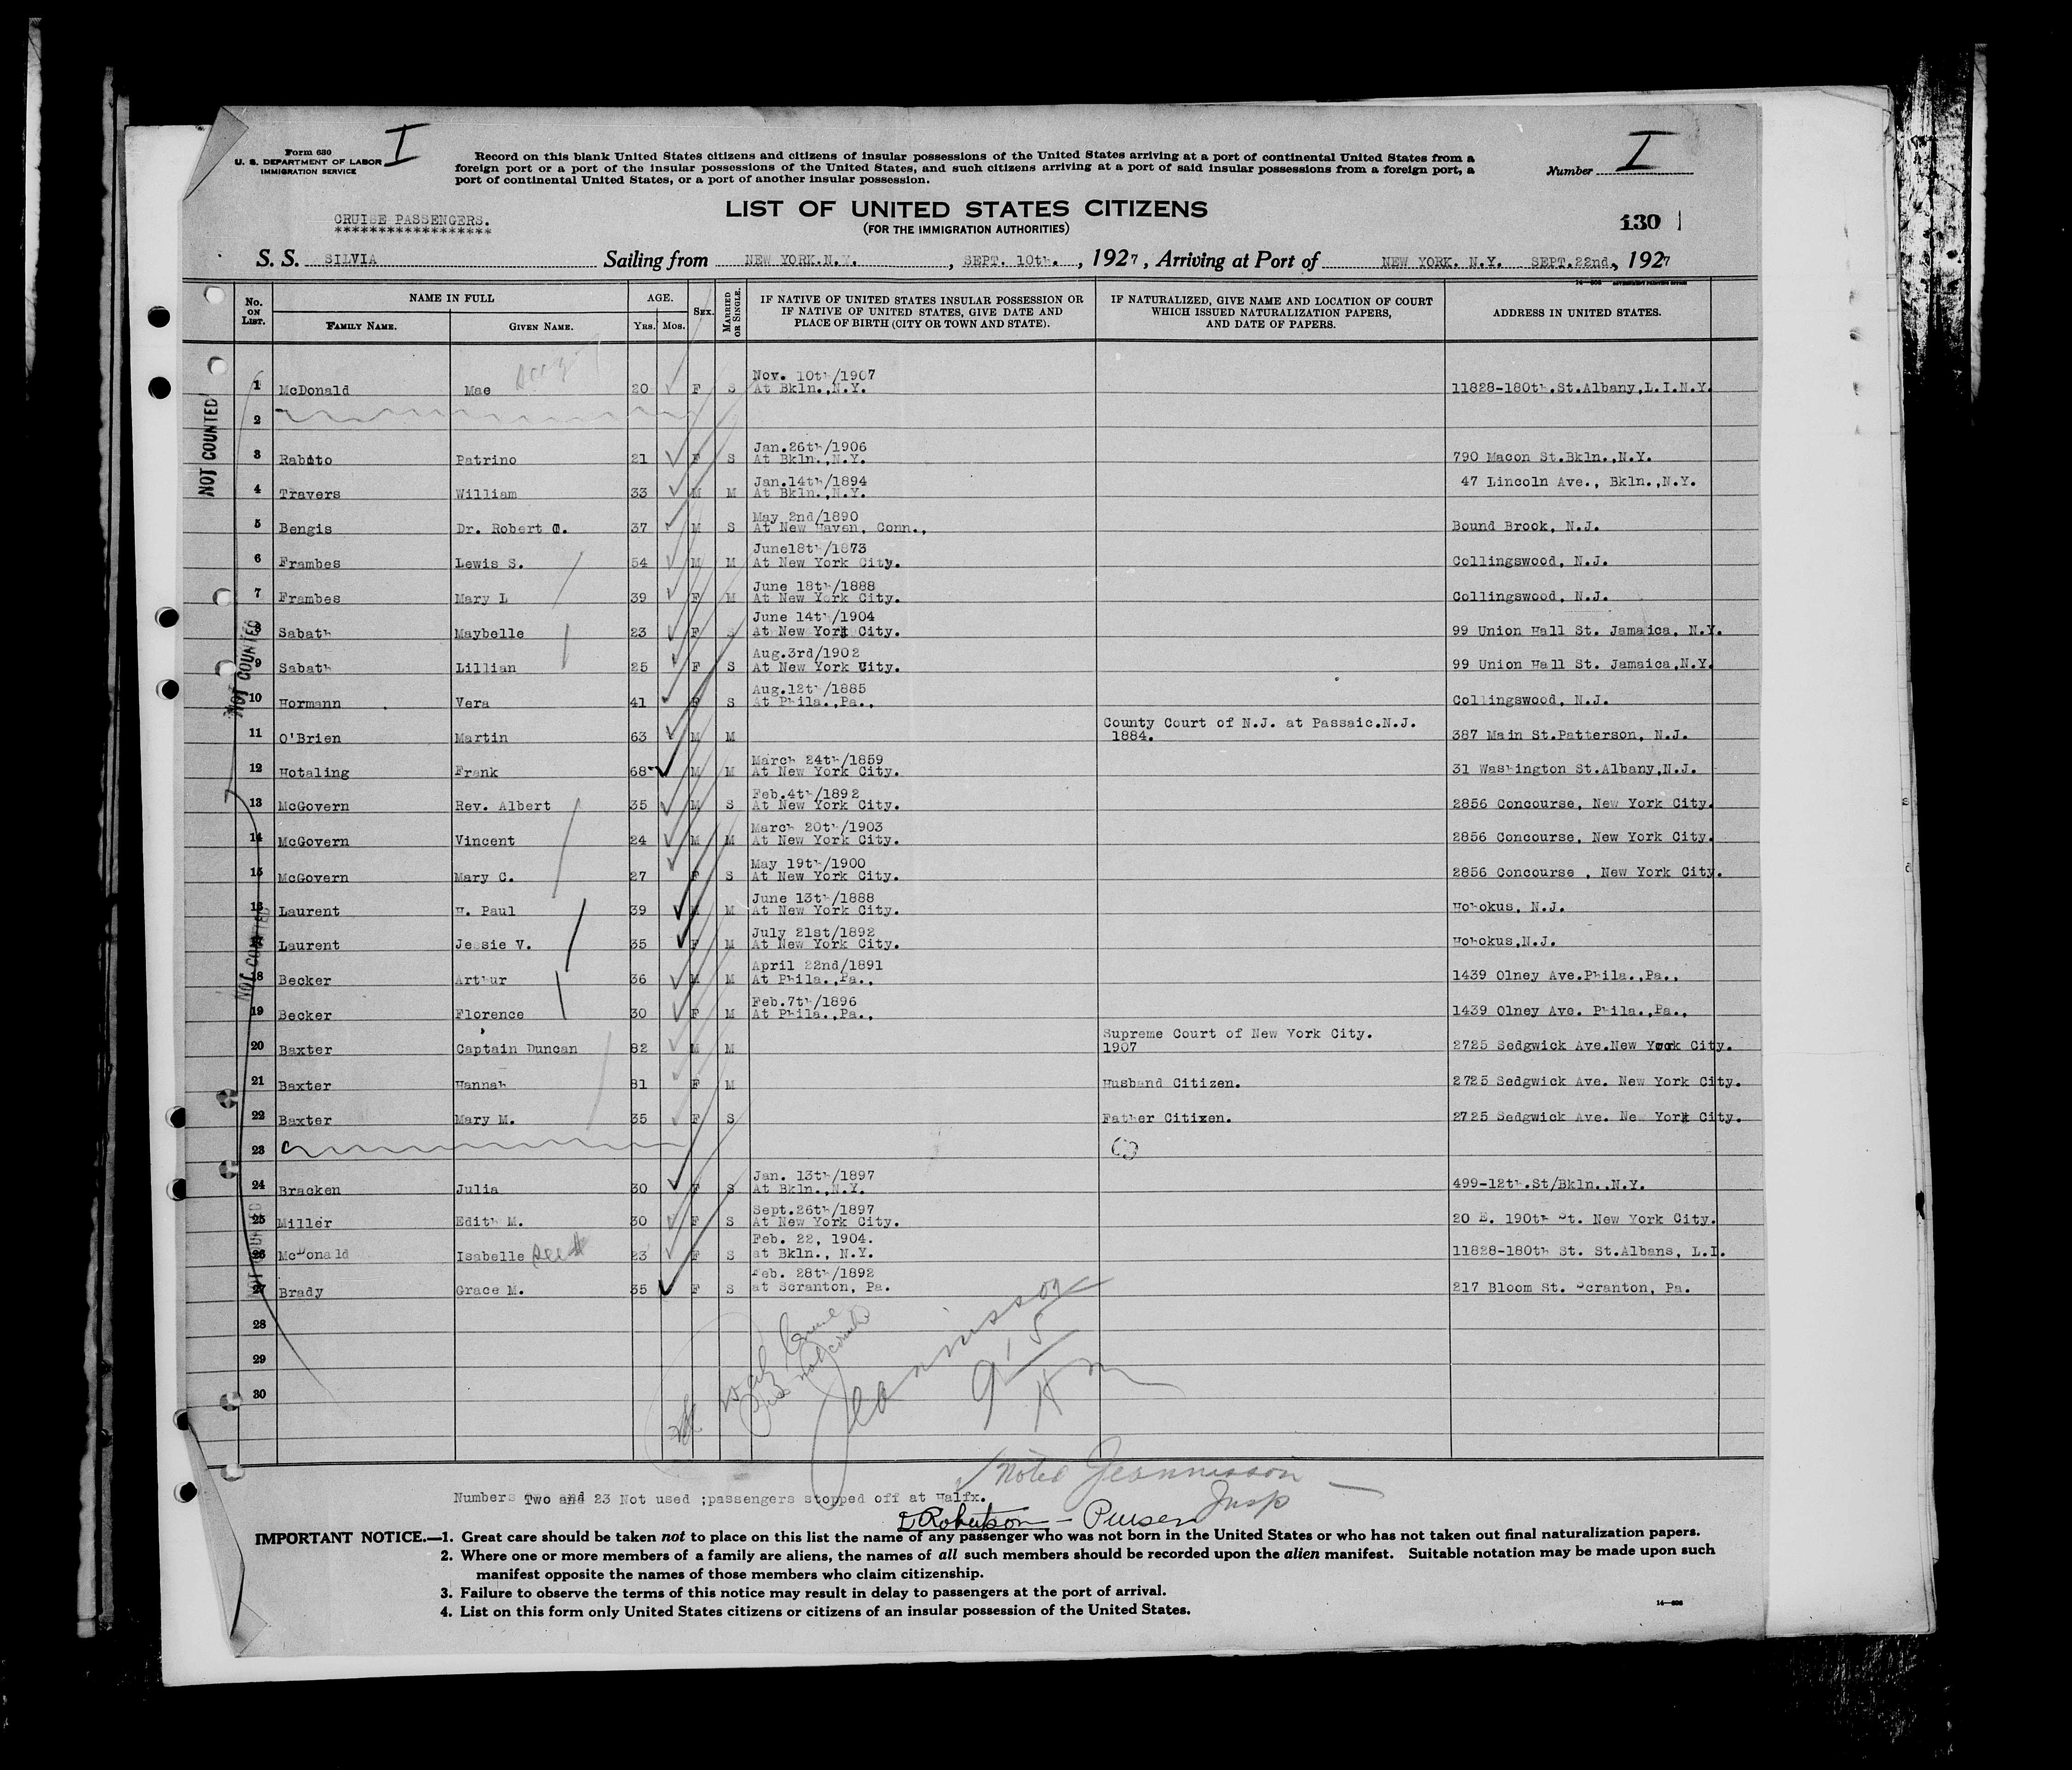 Form 630
U. S. DEPARTMENT OF LABOR
IMMIGRATION SERVICE
I
Record on this blank United States citizens and citizens of insular possessions of the United States arriving at a port of continental United States from a
foreign port or a port of the insular possessions of the United States, and such citizens arriving at a port of said insular possessions from a foreign port, a
port of continental United States, or a port of another insular possession.
Number I
CRUISE PASSENGERS.
******************
LIST OF UNITED STATES CITIZENS
(FOR THE IMMIGRATION AUTHORITIES)
130
S. S. SILVIA Sailing from NEW YORK.N.Y. , SEPT. 10th. , 1927 , Arriving at Port of NEW YORK. N.Y. SEPT.22nd., 1927
No. ON LIST. NAME IN FULL FAMILY NAME. GIVEN NAME. AGE. Yrs. Mos. SEX. MARRIED OR SINGLE. IF NATIVE OF UNITED STATES INSULAR POSSESSION OR IF NATIVE OF UNITED STATES, GIVE DATE AND PLACE OF BIRTH (CITY OR TOWN AND STATE). IF NATURALIZED, GIVE NAME AND LOCATION OF COURT WHICH ISSUED NATURALIZATION PAPERS, AND DATE OF PAPERS. ADDRESS IN UNITED STATES.
NOT COUNTED
NOT COUNTED
NOT COUNTED
NOT COUNTED
1 McDonald Mae 20 F S Nov. 10th/1907 At Bkln.,N.Y. 11828-180th.St.Albany,L.I.N.Y.
2
3 Raboto Patrino 21 F S Jan.26th/1906 At Bkln.,N.Y. 790 Macon St.Bkln.,N.Y.
4 Travers William 33 M M Jan.14th/1894 At Bkln.,N.Y. 47 Lincoln Ave., Bkln.,N.Y.
5 Bengis Dr. Robert O. 37 M S May 2nd/1890 At New Haven, Conn., Bound Brook, N.J.
6 Frambes Lewis S. 54 M M June18th/1873 At New York City. Collingswood, N.J.
7 Frambes Mary L 39 F M June 18th/1888 At New York City. Collingswood, N.J.
8 Sabath Maybelle 23 F S June 14th/1904 At New York City. 99 Union Hall St. Jamaica, N.Y.
9 Sabath Lillian 25 F S Aug.3rd/1902 At New York City. 99 Union Hall St. Jamaica,N.Y.
10 Hormann Vera 41 F S Aug.12th/1885 At Phila.,Pa., Collingswood, N.J.
11 O'Brien Martin 63 M M County Court of N.J. at Passaic.N.J. 1884. 387 Main St.Patterson, N.J.
12 Hotaling Frank 68 M M March 24th/1859 At New York City. 31 Washington St.Albany,N.J.
13 McGovern Rev. Albert 35 M S Feb.4th/1892 At New York City. 2856 Concourse, New York City.
14 McGovern Vincent 24 M M March 20th/1903 At New York City. 2856 Concourse, New York City.
15 McGovern Mary C. 27 F S May 19th/1900 At New York City. 2856 Concourse , New York City.
16 Laurent H. Paul 39 M M June 13th/1888 At New York City. Hohokus, N.J.
17 Laurent Jessie V. 35 F M July 21st/1892 At New York City. Hohokus,N.J.
18 Becker Arthur 36 M M April 22nd/1891 At Phila.,Pa., 1439 Olney Ave.Phila.,Pa.,
19 Becker Florence 30 F M Feb.7th/1896 At Phila.,Pa., 1439 Olney Ave. Phila.,Pa.,
20 Baxter Captain Duncan 82 M M Supreme Court of New York City. 1907 2725 Sedgwick Ave.New York City.
21 Baxter Hannah 81 F M Husband Citizen. 2725 Sedgwick Ave. New York City.
22 Baxter Mary M. 35 F S Father Citixen. 2725 Sedgwick Ave. Ne York City.
23
24 Bracken Julia 30 F S Jan. 13th/1897 At Bkln.,N.Y. 499-12th.St/Bkln.,N.Y.
25 Miller Edith M. 30 F S Sept.26th/1897 At New York City. 20 E. 190th St. New York City.
26 McDonald Isabelle 23 F S Feb. 22, 1904. at Bkln., N.Y. 11828-180th St. St.Albans, L.I.
27 Brady Grace M. 35 F S Feb. 28th/1892 at Scranton, Pa. 217 Bloom St. Scranton, Pa.
28
29
30
Jeannisson
Noted Jeannisson
Insp
Numbers Two and 23 Not used ;passengers stopped off at Halfx.
Robertson - Purser
IMPORTANT NOTICE.—1. Great care should be taken not to place on this list the name of any passenger who was not born in the United States or who has not taken out final naturalization papers.
2. Where one or more members of a family are aliens, the names of all such members should be recorded upon the alien manifest. Suitable notation may be made upon such
manifest opposite the names of those members who claim citizenship.
3. Failure to observe the terms of this notice may result in delay to passengers at the port of arrival.
4. List on this form only United States citizens or citizens of an insular possession of the United States.